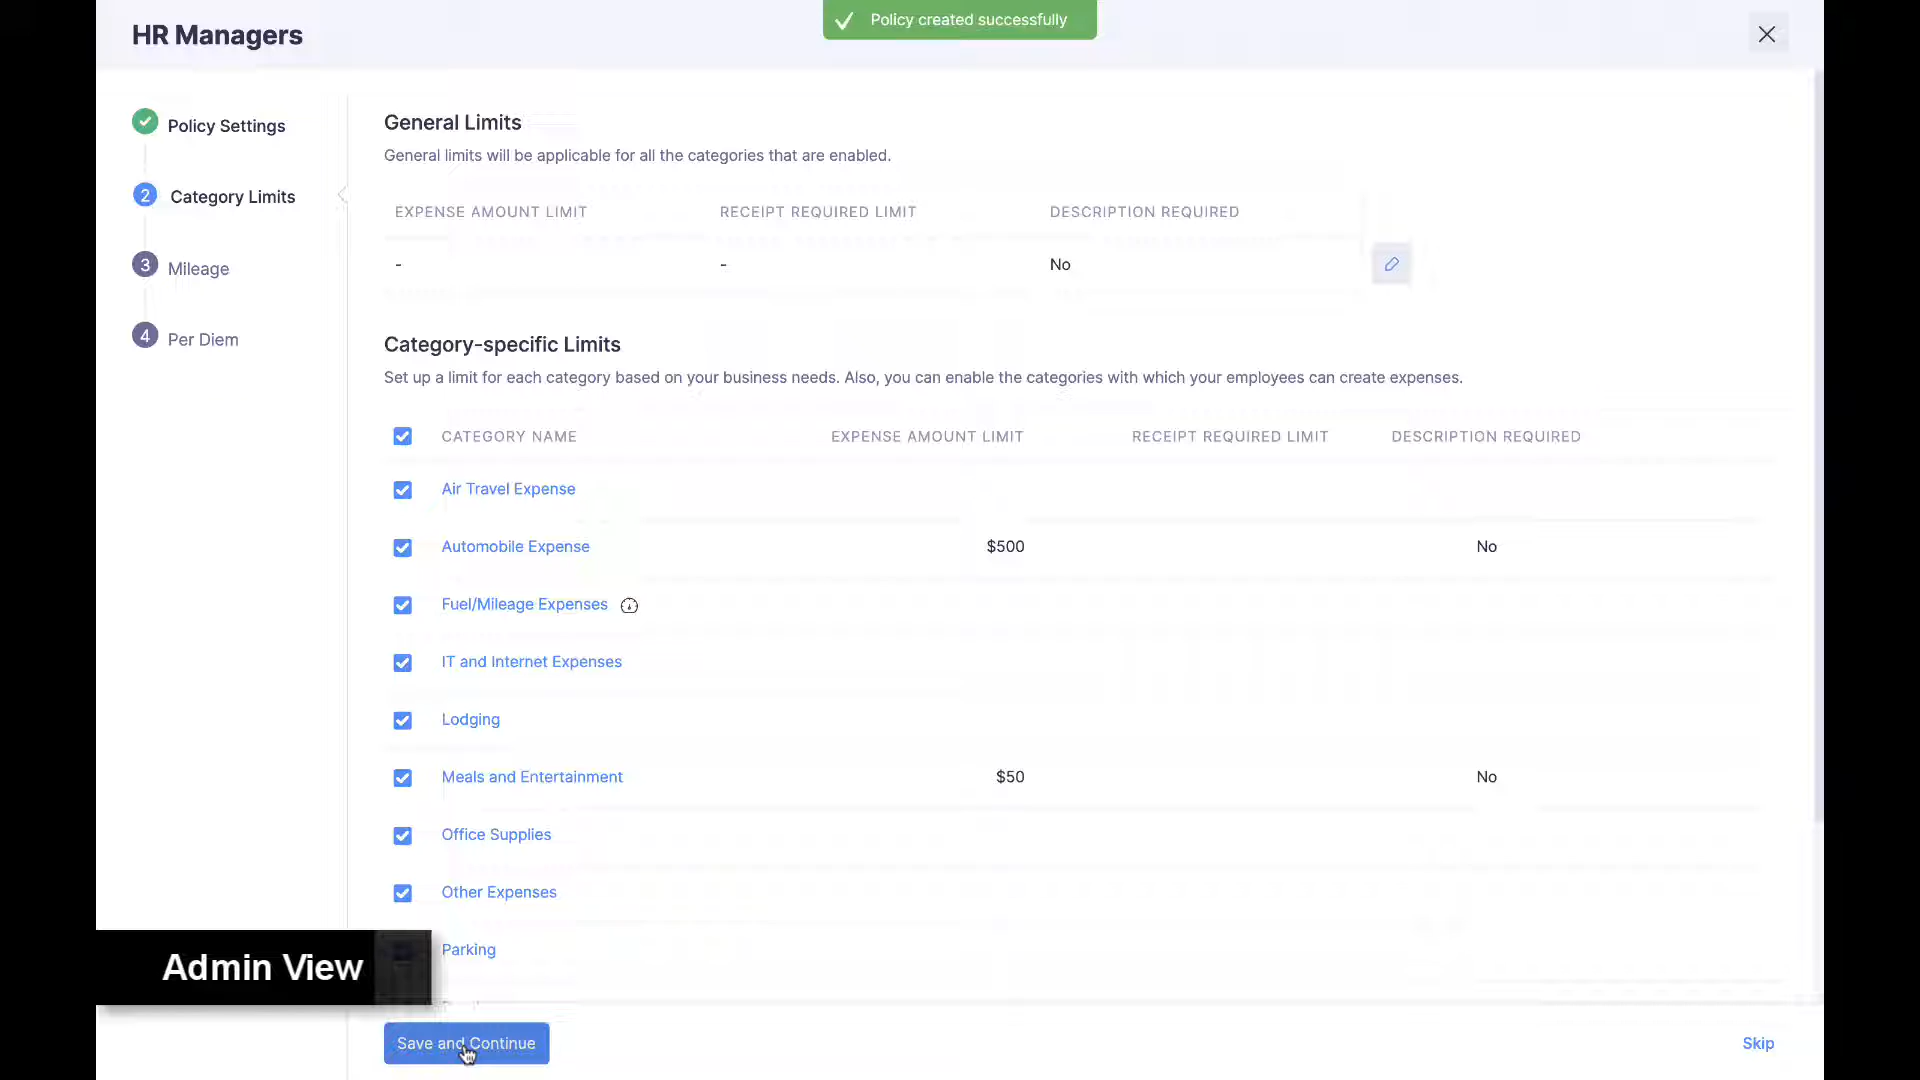 HR Managers
Policy created successfully
Policy Settings
2 Category Limits
3 Mileage
4 Per Diem
General Limits
General limits will be applicable for all the categories that are enabled.
EXPENSE AMOUNT LIMIT RECEIPT REQUIRED LIMIT DESCRIPTION REQUIRED
- - No
Category-specific Limits
Set up a limit for each category based on your business needs. Also, you can enable the categories with which your employees can create expenses.
CATEGORY NAME EXPENSE AMOUNT LIMIT RECEIPT REQUIRED LIMIT DESCRIPTION REQUIRED
Air Travel Expense
Automobile Expense $500 No
Fuel/Mileage Expenses
IT and Internet Expenses
Lodging
Meals and Entertainment $50 No
Office Supplies
Other Expenses
Parking
Admin View
Save and Continue
Skip